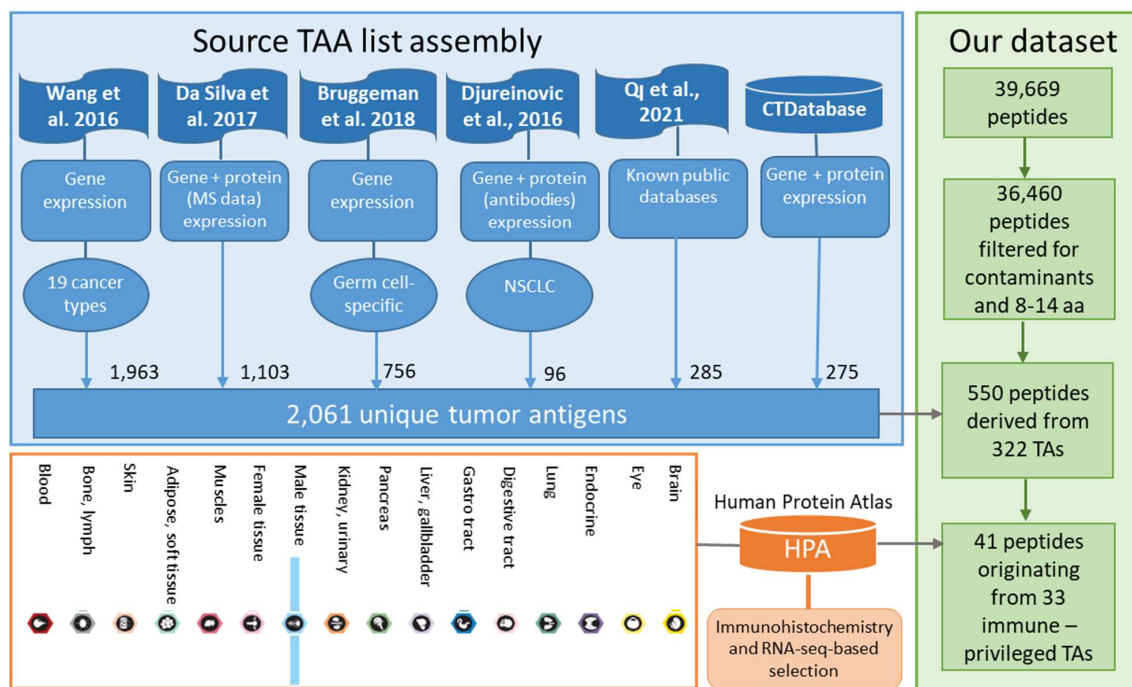 Source TAA list assembly
Wang et
al. 2016
Da Silva et
al. 2017
Bruggeman
et al. 2018
Djureinovic
et al., 2016
Qi et al.,
2021
CTDatabase
Gene
expression
Gene + protein
(MS data)
expression
Gene
expression
Gene + protein
(antibodies)
expression
Known public
databases
Gene + protein
expression
19 cancer
types
Germ cell-
specific
NSCLC
1,963
1,103
756
96
285
275
2,061 unique tumor antigens
Blood
Bone, lymph
Skin
Adipose, soft tissue
Muscles
Female tissue
Male tissue
Kidney, urinary
Pancreas
Liver, gallbladder
Gastro tract
Digestive tract
Lung
Endocrine
Eye
Brain
Human Protein Atlas
HPA
Immunohistochemistry
and RNA-seq-based
selection
Our dataset
39,669
peptides
36,460
peptides
filtered for
contaminants
and 8-14 aa
550 peptides
derived from
322 TAs
41 peptides
originating
from 33
immune –
privileged TAs